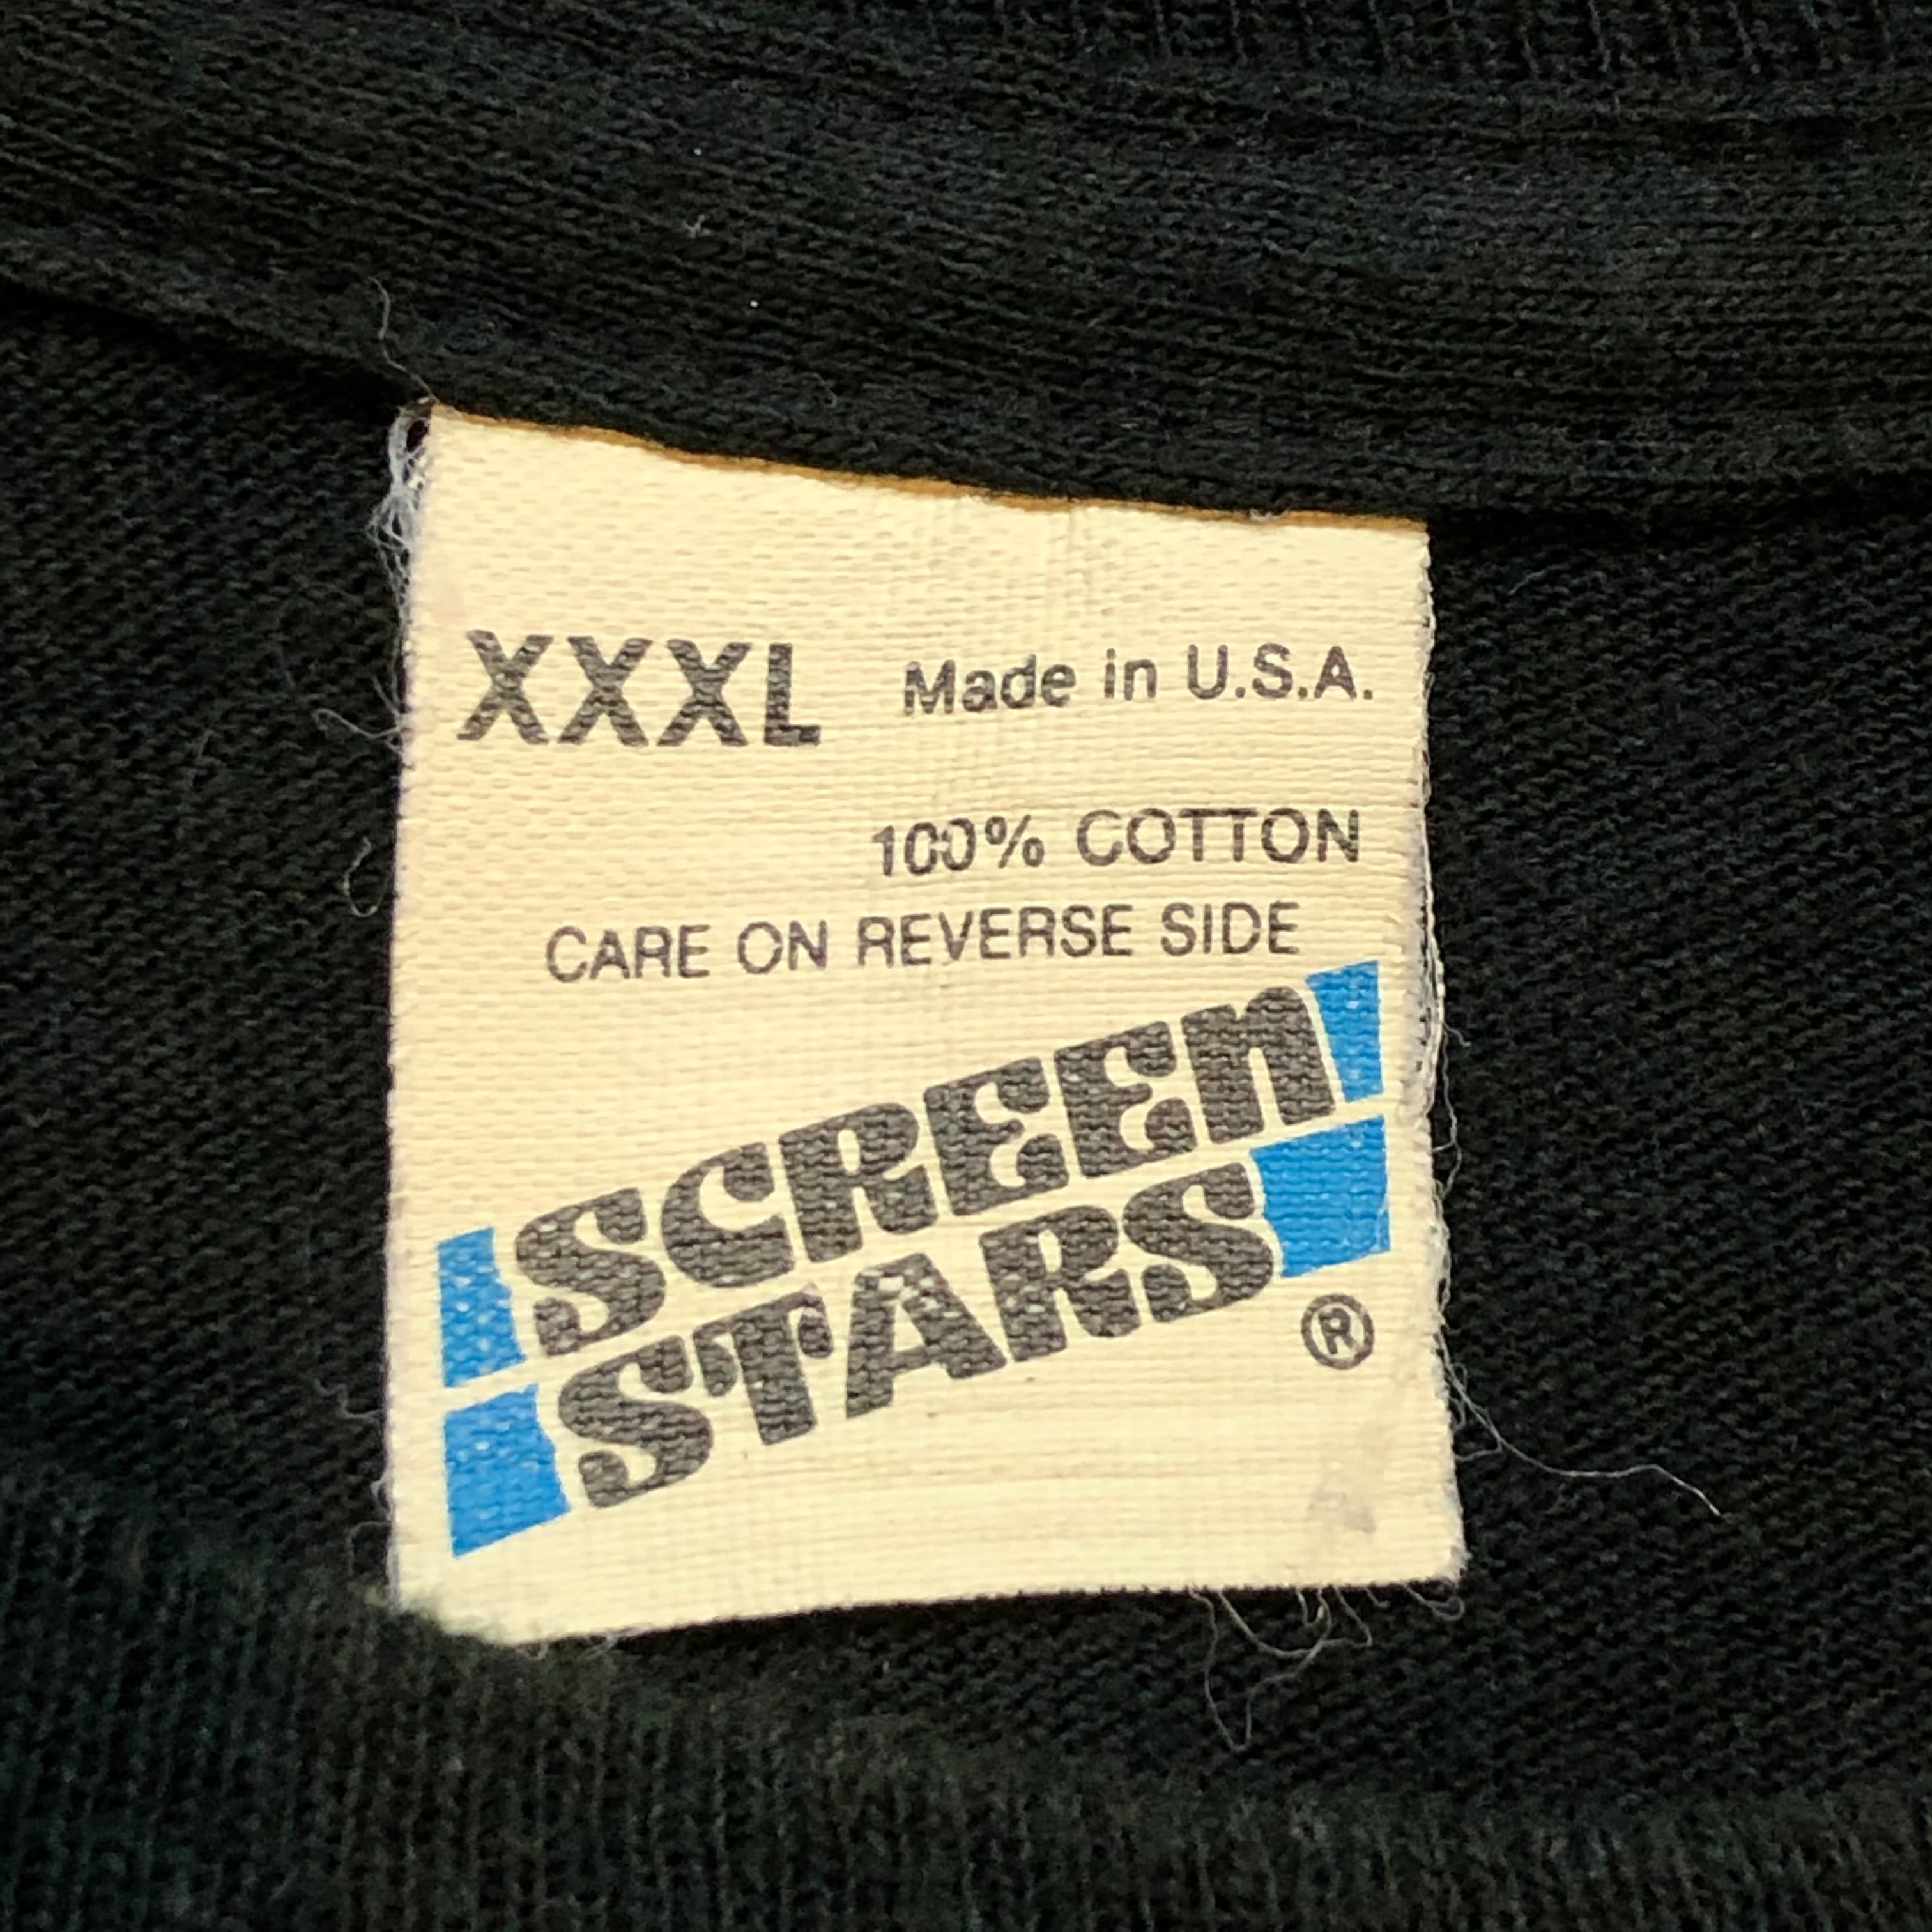 XXXL Made in U.S.A.
100% COTTON
CARE ON REVERSE SIDE
SCREEN
STARS
®